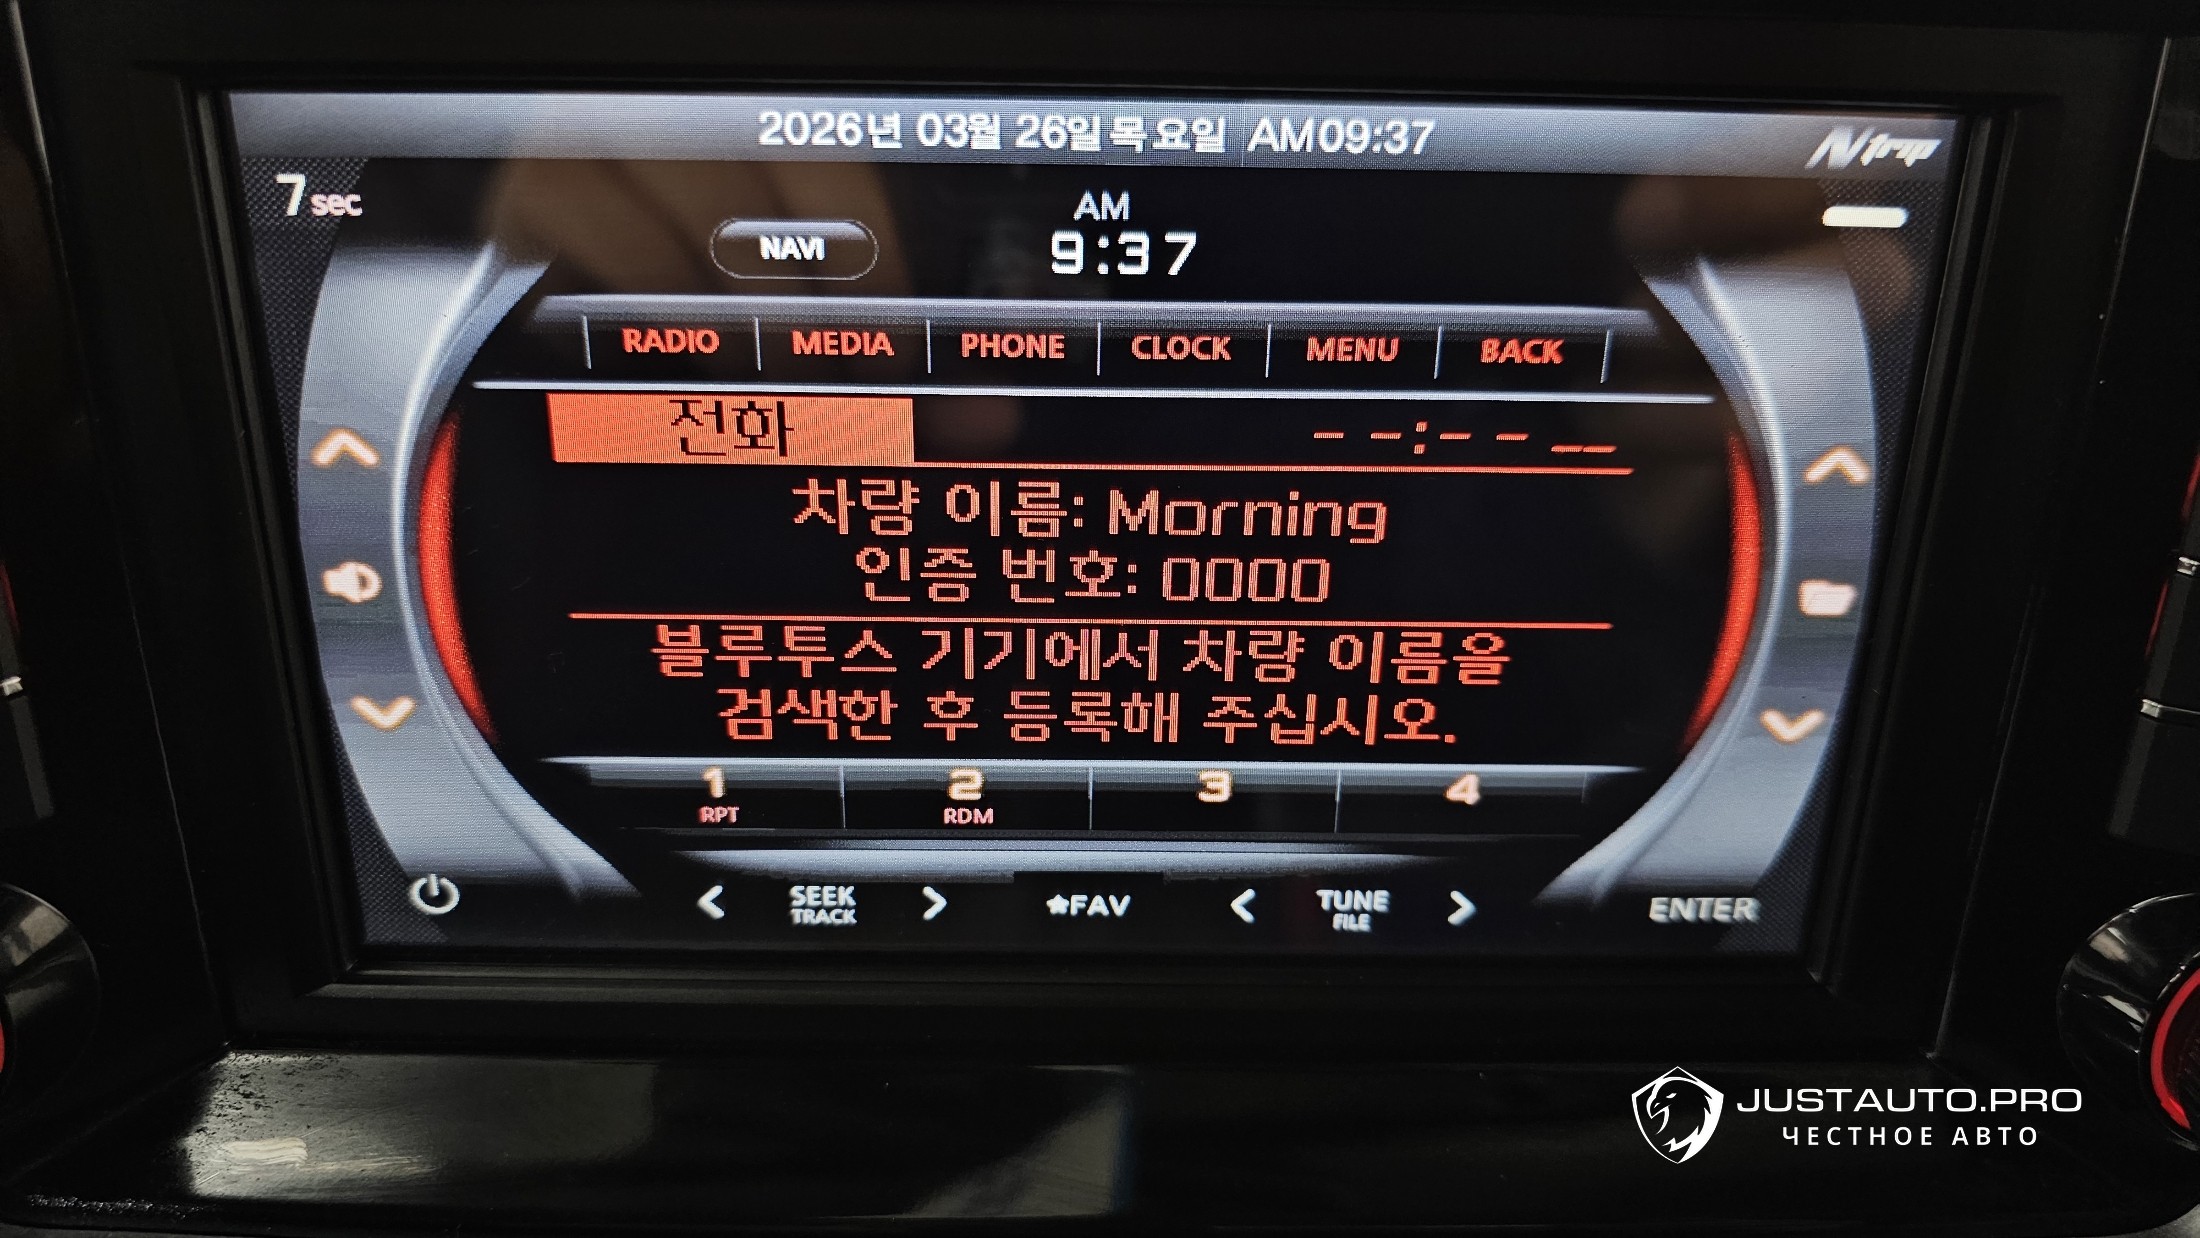 2026년 03월 26일 목요일 AM09:37
Ntrip
7 sec
NAVI
AM
9:37
RADIO MEDIA PHONE CLOCK MENU BACK
전화 - -:- - __
차량 이름: Morning
인증 번호: 0000
블루투스 기기에서 차량 이름을
검색한 후 등록해 주십시오.
1 2 3 4
RPT RDM
< SEEK > ★FAV < TUNE > ENTER
TRACK FILE
JUSTAUTO.PRO
ЧЕСТНОЕ АВТО